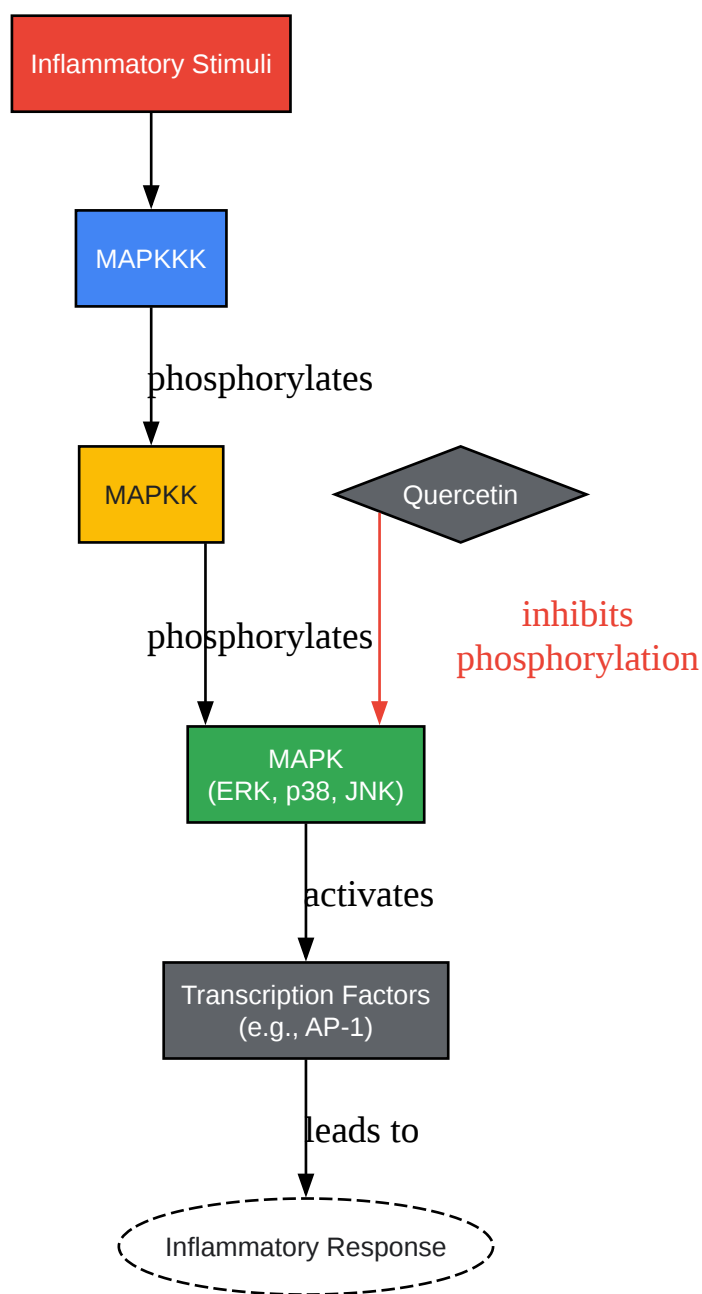 Inflammatory Stimuli
MAPKKK
phosphorylates
MAPKK
Quercetin
phosphorylates
inhibits
phosphorylation
MAPK
(ERK, p38, JNK)
activates
Transcription Factors
(e.g., AP-1)
leads to
Inflammatory Response